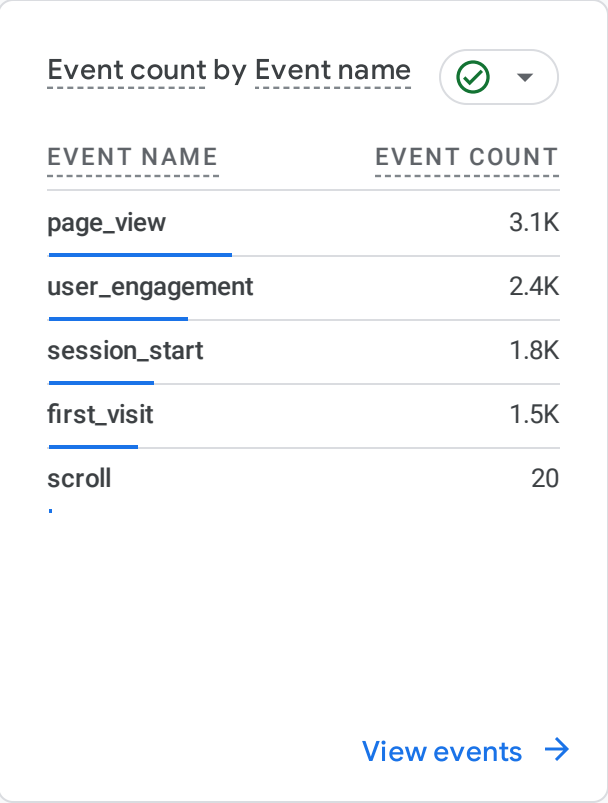 Event count by Event name
EVENT NAME EVENT COUNT
page_view 3.1K
user_engagement 2.4K
session_start 1.8K
first_visit 1.5K
scroll 20
View events